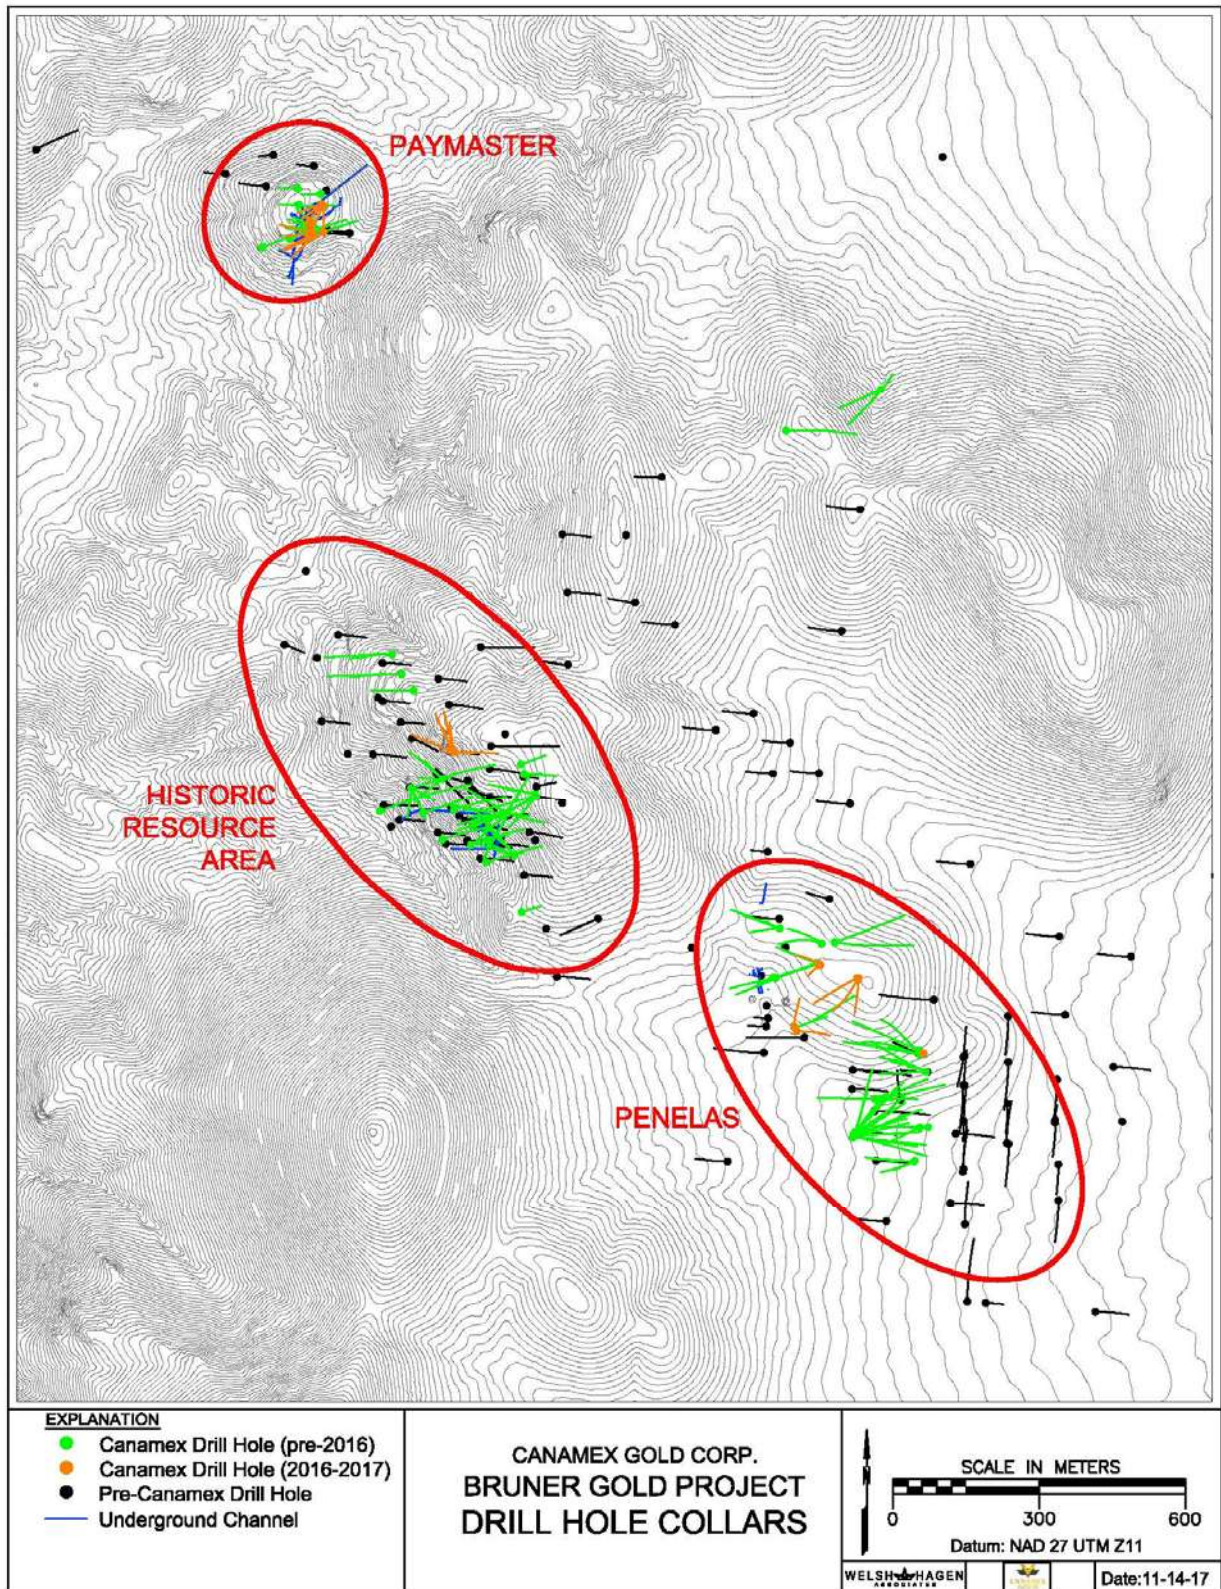 PAYMASTER
HISTORIC
RESOURCE
AREA
PENELAS
EXPLANATION
Canamex Drill Hole (pre-2016)
Canamex Drill Hole (2016-2017)
Pre-Canamex Drill Hole
Underground Channel
CANAMEX GOLD CORP.
BRUNER GOLD PROJECT
DRILL HOLE COLLARS
SCALE IN METERS
0 300 600
Datum: NAD 27 UTM Z11
WELSH HAGEN
ASSOCIATES
Date:11-14-17